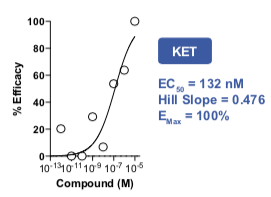 % Efficacy
100
80
60
40
20
0
10⁻¹³ 10⁻¹¹ 10⁻⁹ 10⁻⁷ 10⁻⁵
Compound (M)
KET
EC₅₀ = 132 nM
Hill Slope = 0.476
E_Max = 100%